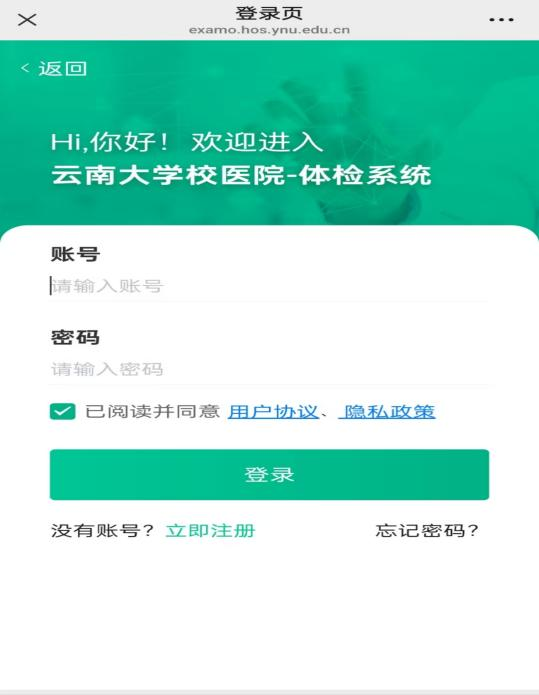 登录页
examo.hos.ynu.edu.cn
< 返回
Hi,你好！欢迎进入
云南大学校医院-体检系统
账号
请输入账号
密码
请输入密码
已阅读并同意 用户协议、 隐私政策
登录
没有账号？立即注册 忘记密码？